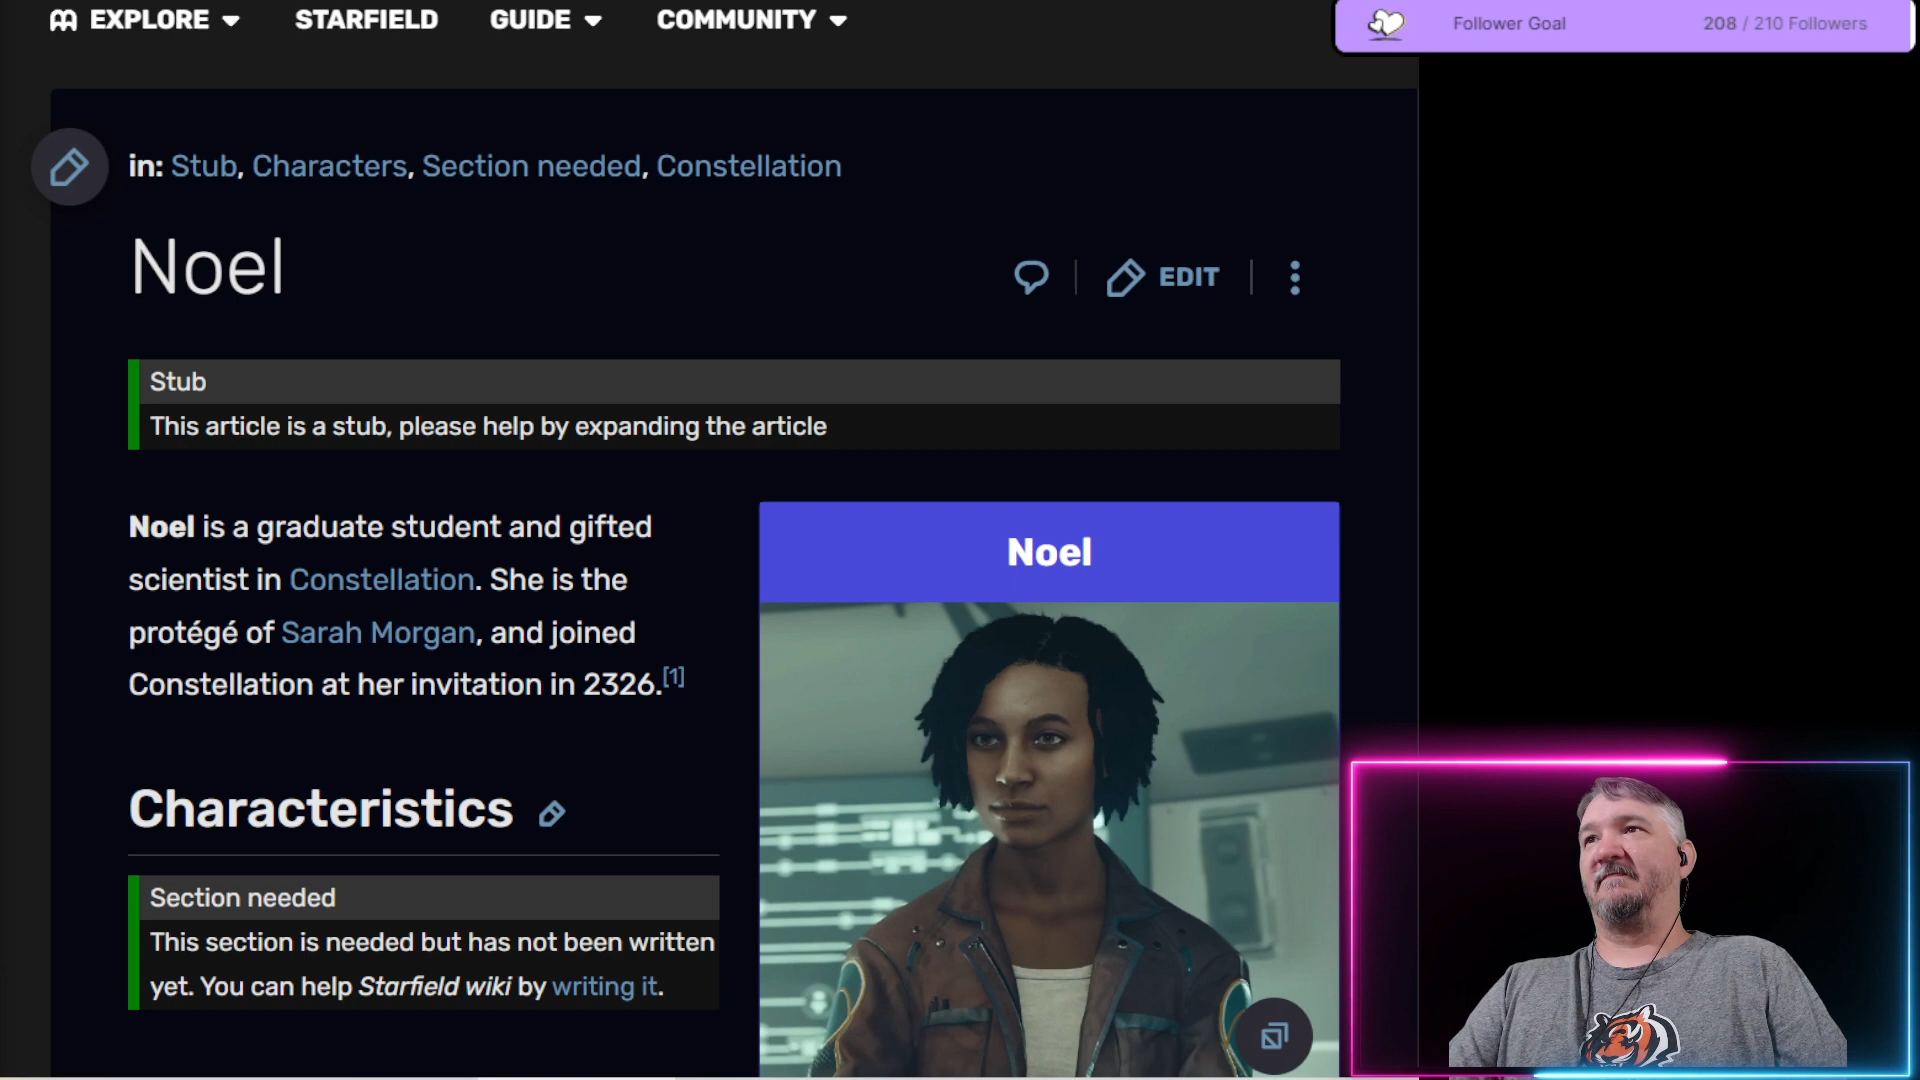 EXPLORE STARFIELD GUIDE COMMUNITY
Follower Goal 208 / 210 Followers
in: Stub, Characters, Section needed, Constellation
Noel
EDIT
Stub
This article is a stub, please help by expanding the article
Noel is a graduate student and gifted
scientist in Constellation. She is the
protégé of Sarah Morgan, and joined
Constellation at her invitation in 2326.[1]
Noel
Characteristics
Section needed
This section is needed but has not been written
yet. You can help Starfield wiki by writing it.